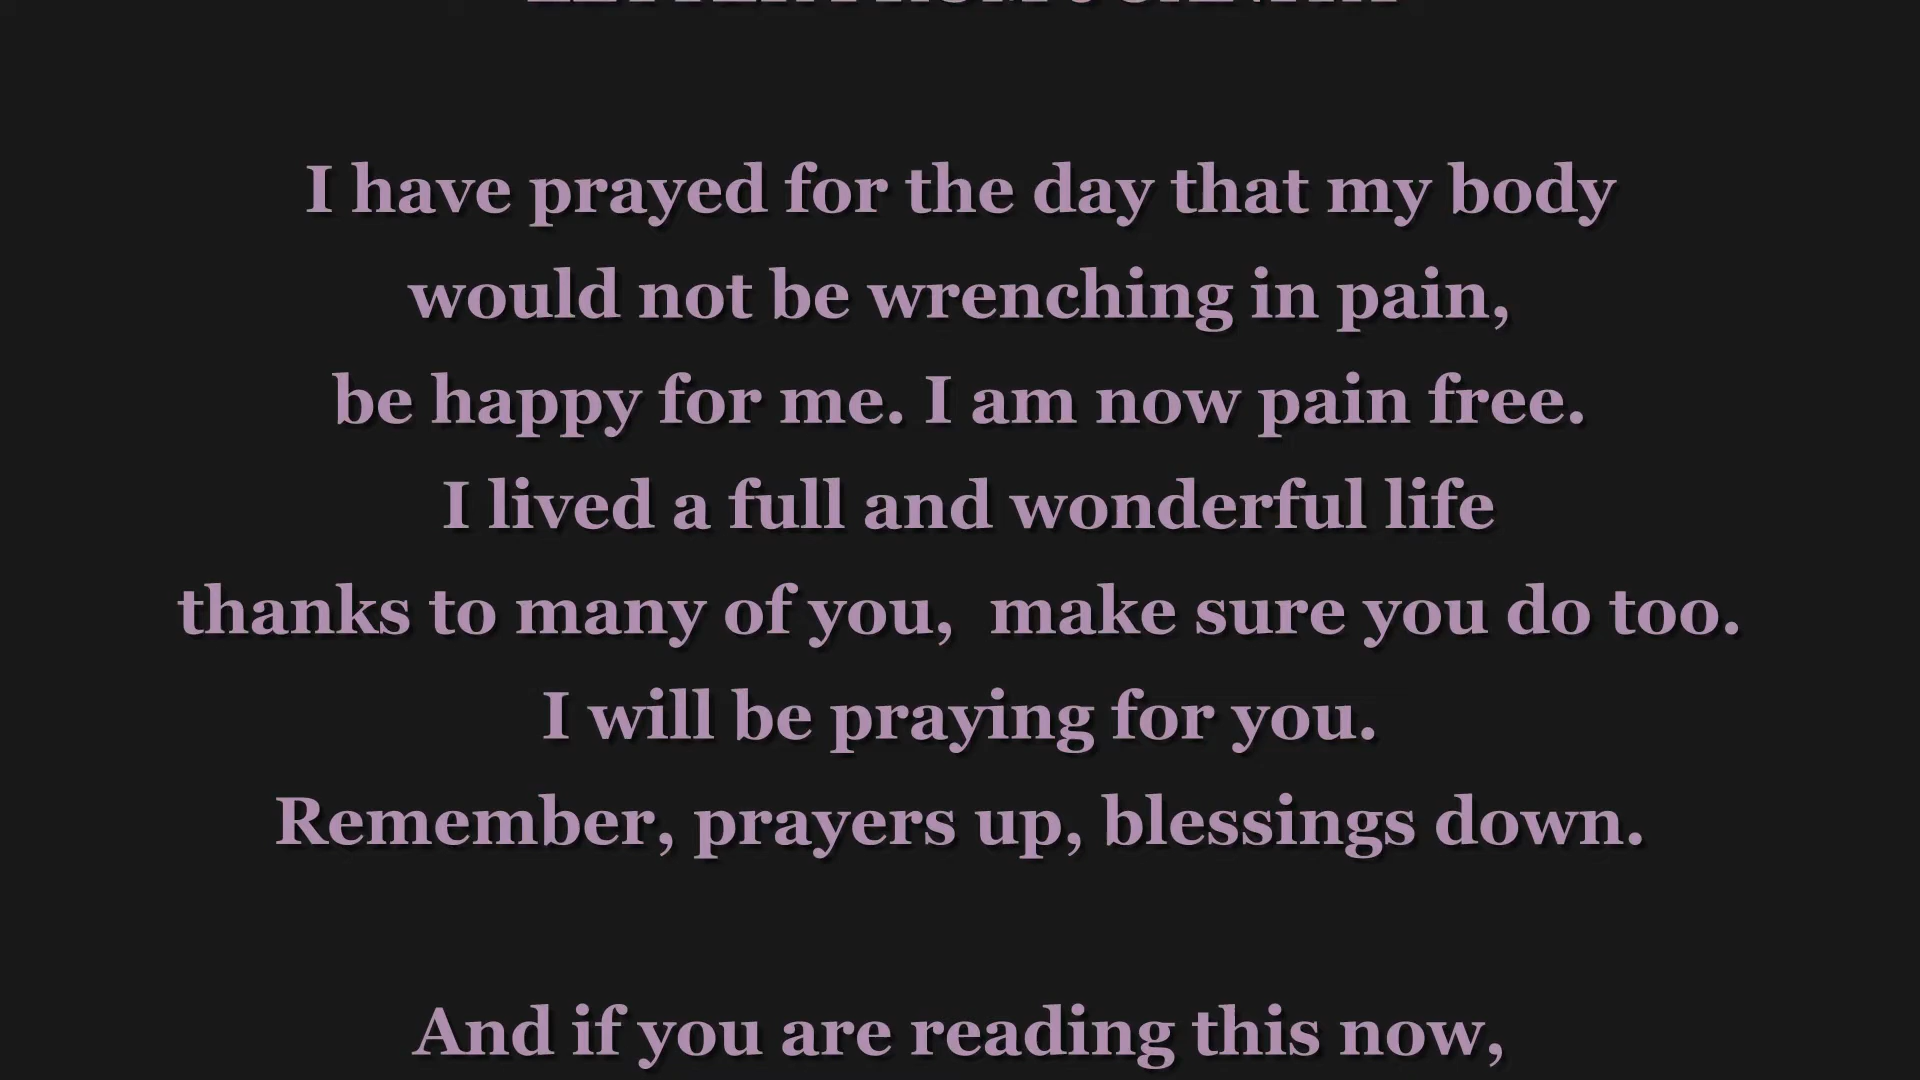 I have prayed for the day that my body
would not be wrenching in pain,
be happy for me. I am now pain free.
I lived a full and wonderful life
thanks to many of you,  make sure you do too.
I will be praying for you.
Remember, prayers up, blessings down.
And if you are reading this now,